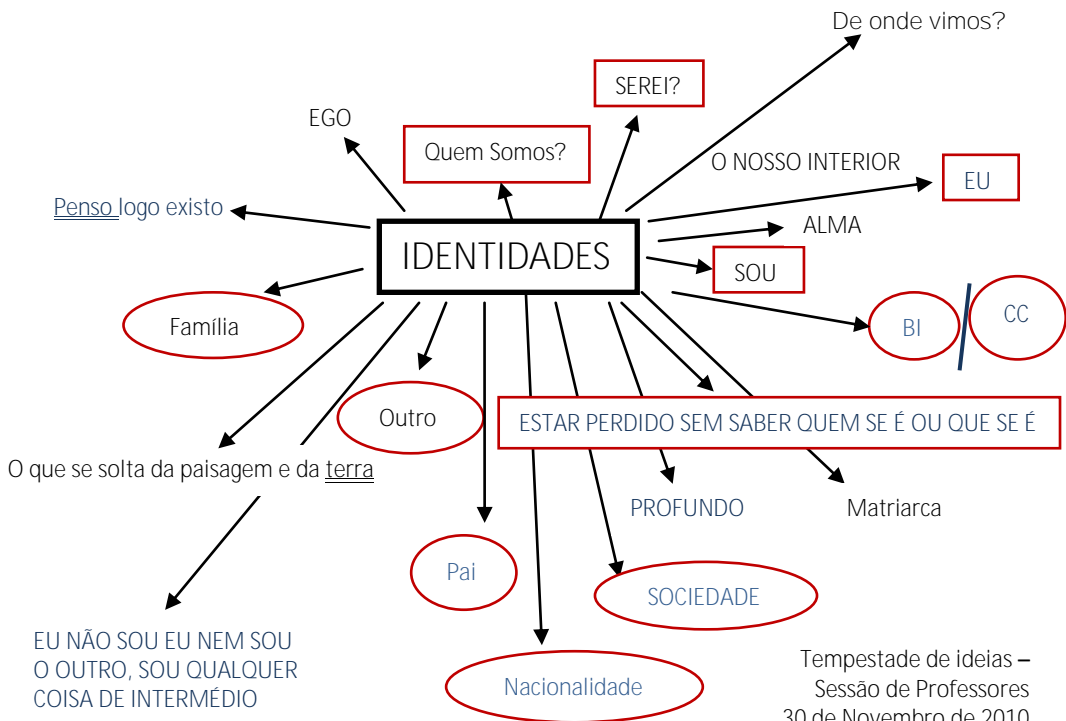 De onde vimos?
SEREI?
EGO
Quem Somos?
O NOSSO INTERIOR
EU
Penso logo existo
ALMA
IDENTIDADES
SOU
Família
BI
/
CC
Outro
ESTAR PERDIDO SEM SABER QUEM SE É OU QUE SE É
O que se solta da paisagem e da terra
PROFUNDO
Matriarca
Pai
SOCIEDADE
EU NÃO SOU EU NEM SOU
O OUTRO, SOU QUALQUER
COISA DE INTERMÉDIO
Nacionalidade
Tempestade de ideias –
Sessão de Professores
30 de Novembro de 2010